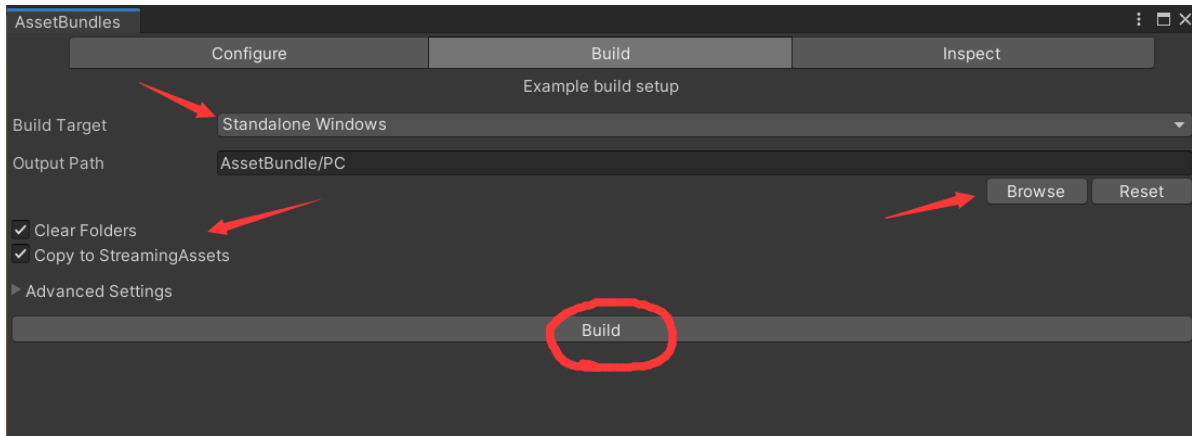 AssetBundles
Configure Build Inspect
Example build setup
Build Target Standalone Windows
Output Path AssetBundle/PC
Browse Reset
Clear Folders
Copy to StreamingAssets
Advanced Settings
Build